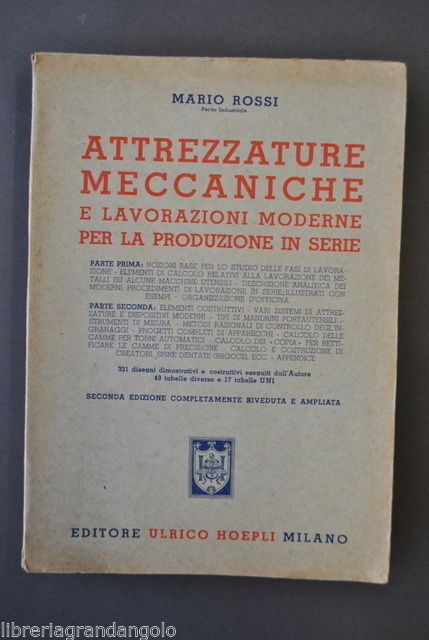 MARIO ROSSI
Perito Industriale
ATTREZZATURE
MECCANICHE
E LAVORAZIONI MODERNE
PER LA PRODUZIONE IN SERIE
PARTE PRIMA: NOZIONI BASE PER LO STUDIO DELLE FASI DI LAVORA-
ZIONE - ELEMENTI DI CALCOLO RELATIVI ALLA LAVORAZIONE DEI ME-
TALLI SU ALCUNE MACCHINE UTENSILI - DESCRIZIONE ANALITICA DEI
MODERNI PROCEDIMENTI DI LAVORAZIONE IN SERIE, ILLUSTRATI CON
ESEMPI - ORGANIZZAZIONE D'OFFICINA.
PARTE SECONDA: ELEMENTI COSTRUTTIVI - VARI SISTEMI DI ATTREZ-
ZATURE E DISPOSITIVI MODERNI - TIPI DI MANDRINI PORTAUTENSILI -
STRUMENTI DI MISURA - METODI RAZIONALI DI CONTROLLO DEGL'IN-
GRANAGGI - PROGETTI COMPLETI DI APPARECCHI - CALCOLO DELLE
CAMME PER TORNI AUTOMATICI - CALCOLO DEI «COPIA» PER RETTI-
FICARE LE CAMME DI PRECISIONE - CALCOLO E COSTRUZIONE DI
CREATORI, SPINE DENTATE (BROCCE), ECC. - APPENDICE
331 disegni dimostrativi e costruttivi eseguiti dall'Autore
49 tabelle diverse e 17 tabelle UNI
SECONDA EDIZIONE COMPLETAMENTE RIVEDUTA E AMPLIATA
EDITORE ULRICO HOEPLI MILANO
libreriagrandangolo